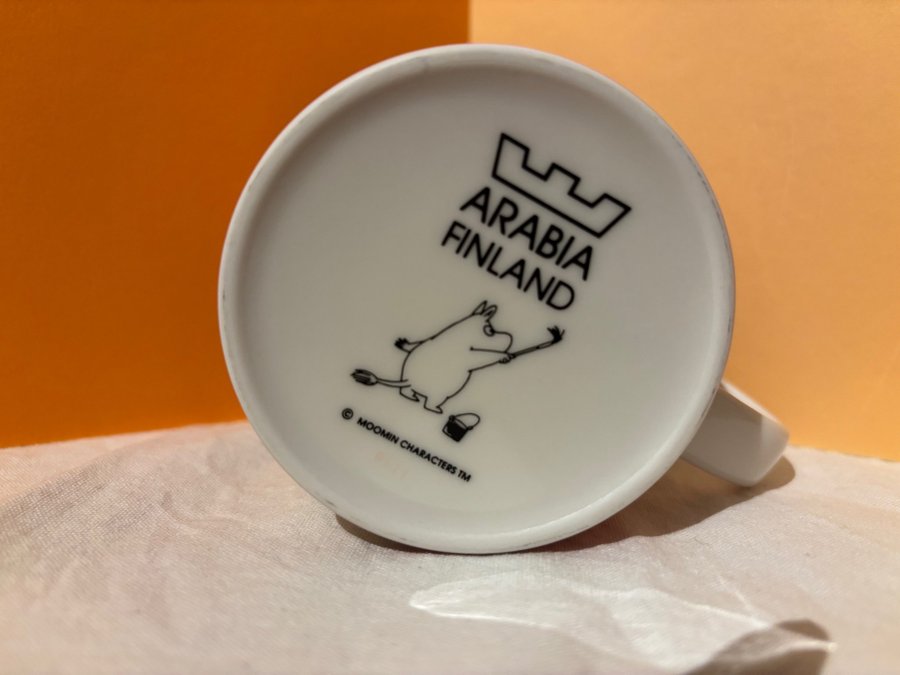 ARABIA
FINLAND
© MOOMIN CHARACTERS TM